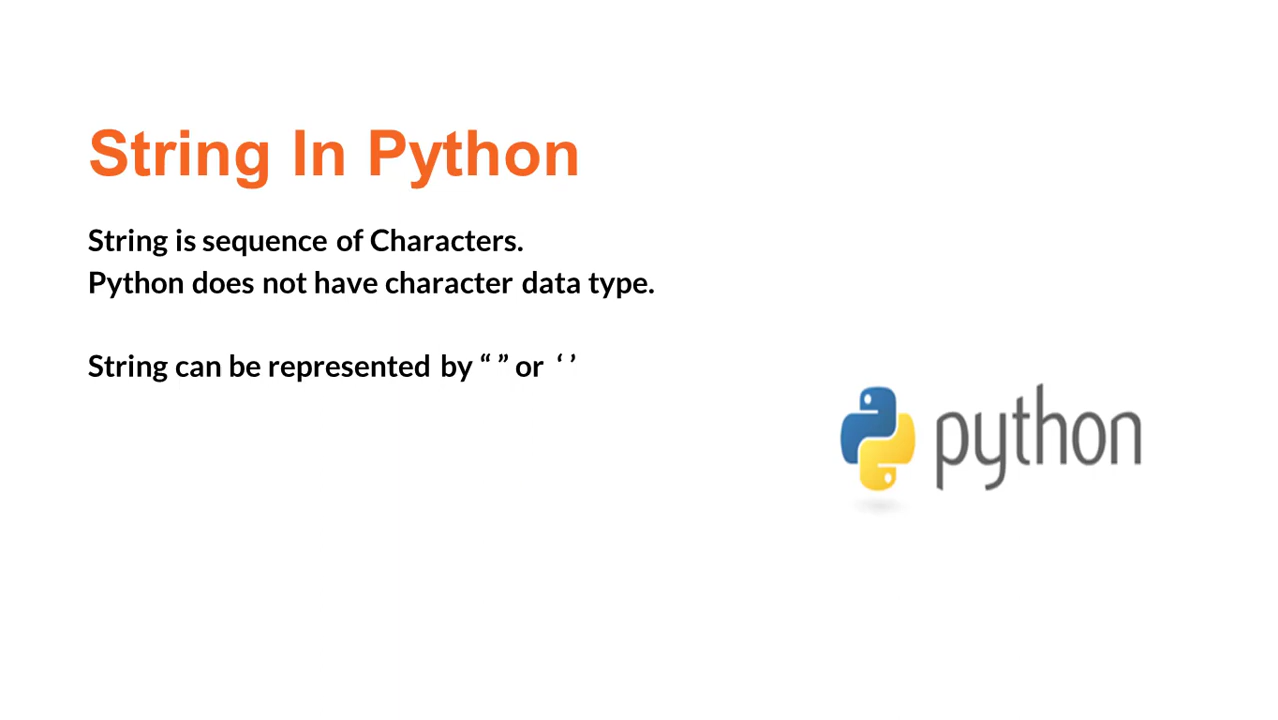 String In Python
String is sequence of Characters.
Python does not have character data type.
String can be represented by “ ” or ‘ ’
python